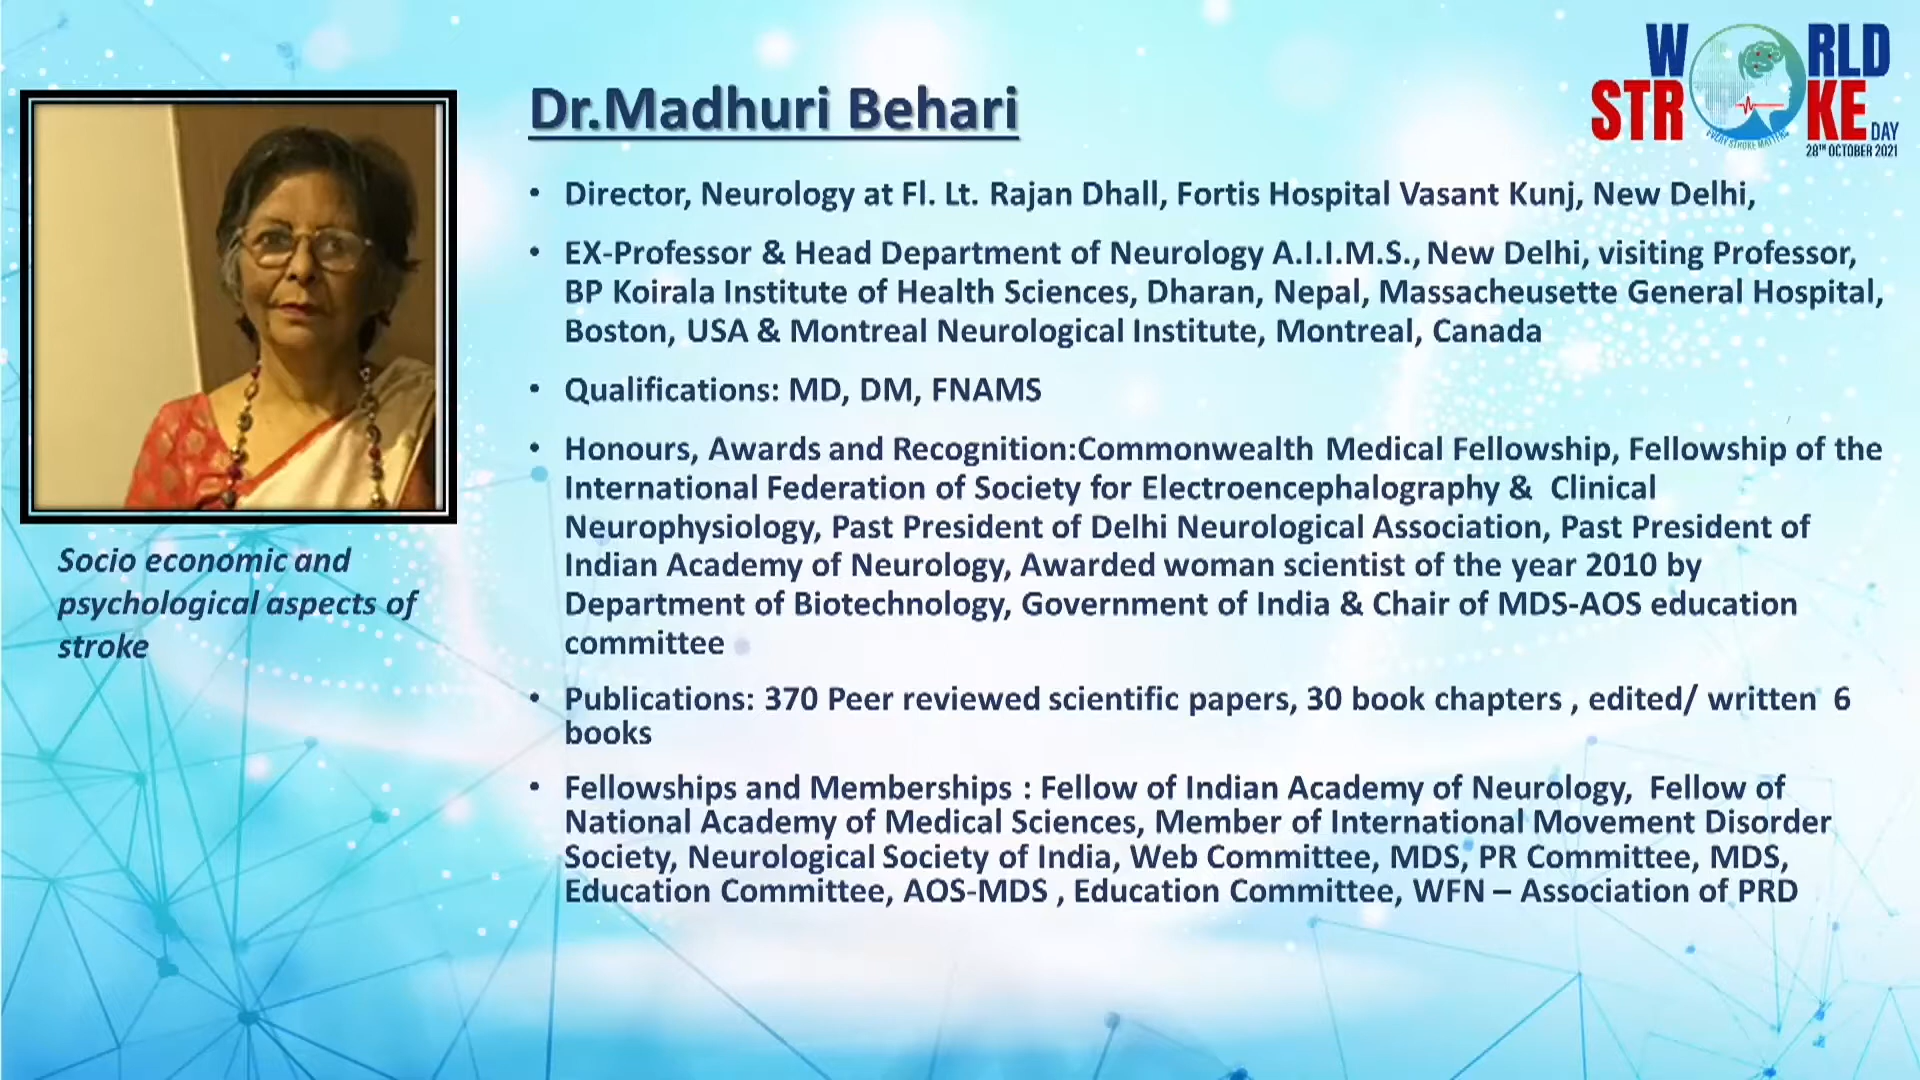 WORLD
STROKE DAY
28TH OCTOBER 2021
EVERY STROKE MATTERS
Dr.Madhuri Behari
• Director, Neurology at Fl. Lt. Rajan Dhall, Fortis Hospital Vasant Kunj, New Delhi,
• EX-Professor & Head Department of Neurology A.I.I.M.S., New Delhi, visiting Professor,
BP Koirala Institute of Health Sciences, Dharan, Nepal, Massacheusette General Hospital,
Boston, USA & Montreal Neurological Institute, Montreal, Canada
• Qualifications: MD, DM, FNAMS
• Honours, Awards and Recognition:Commonwealth Medical Fellowship, Fellowship of the
International Federation of Society for Electroencephalography & Clinical
Neurophysiology, Past President of Delhi Neurological Association, Past President of
Indian Academy of Neurology, Awarded woman scientist of the year 2010 by
Department of Biotechnology, Government of India & Chair of MDS-AOS education
committee
• Publications: 370 Peer reviewed scientific papers, 30 book chapters , edited/ written 6
books
• Fellowships and Memberships : Fellow of Indian Academy of Neurology, Fellow of
National Academy of Medical Sciences, Member of International Movement Disorder
Society, Neurological Society of India, Web Committee, MDS, PR Committee, MDS,
Education Committee, AOS-MDS , Education Committee, WFN – Association of PRD
Socio economic and
psychological aspects of
stroke